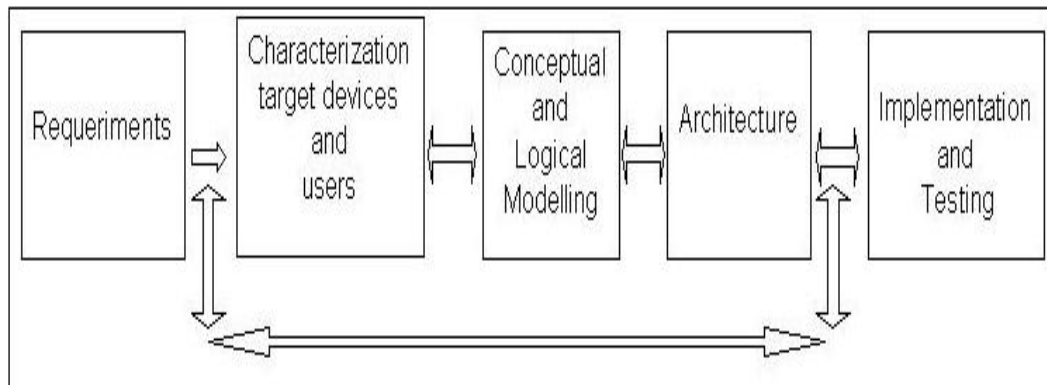 Requeriments
Characterization
target devices
and
users
Conceptual
and
Logical
Modelling
Architecture
Implementation
and
Testing